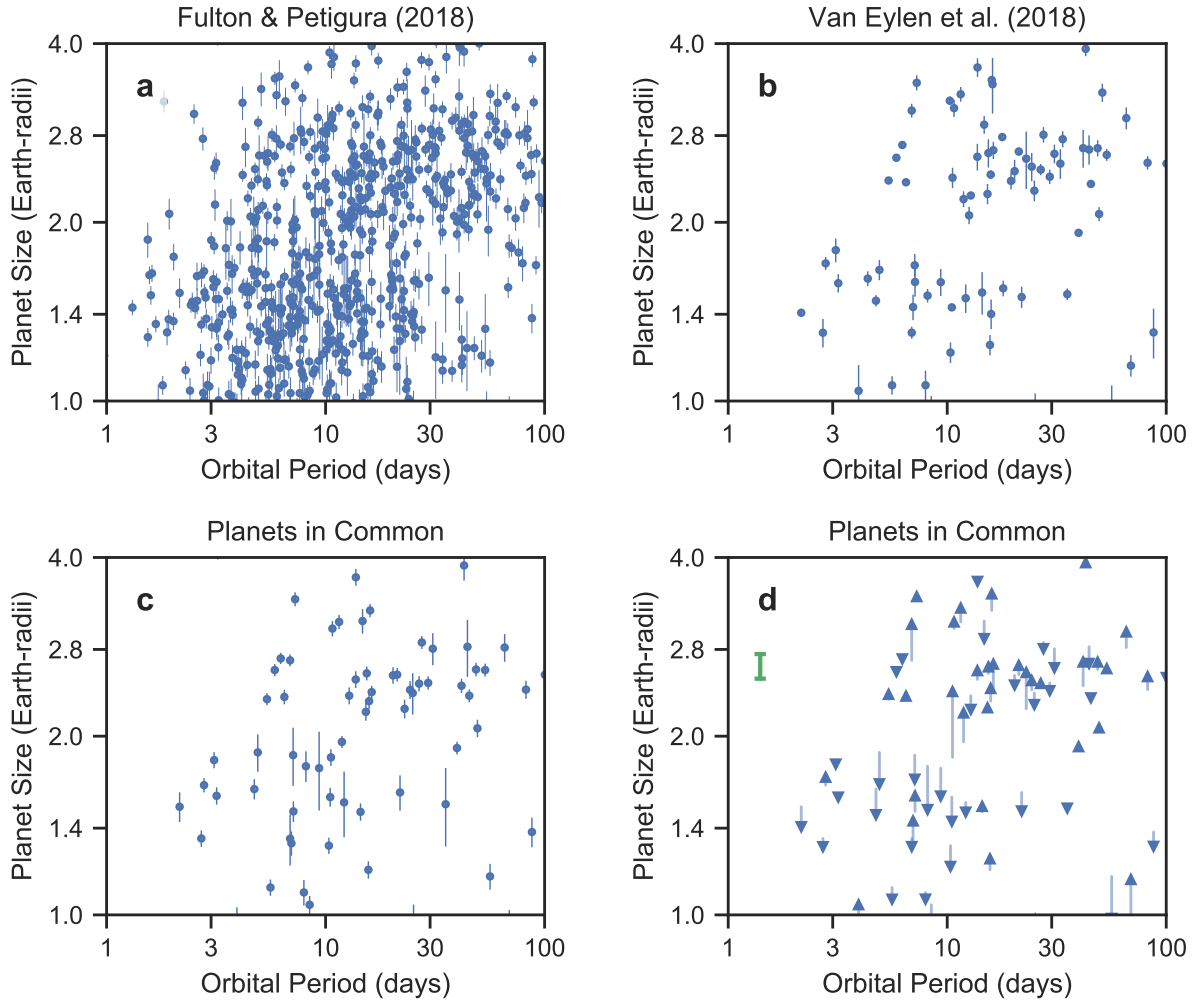 Fulton & Petigura (2018)
Planet Size (Earth-radii)
4.0
2.8
2.0
1.4
1.0
a
1 3 10 30 100
Orbital Period (days)
Van Eylen et al. (2018)
Planet Size (Earth-radii)
4.0
2.8
2.0
1.4
1.0
b
1 3 10 30 100
Orbital Period (days)
Planets in Common
Planet Size (Earth-radii)
4.0
2.8
2.0
1.4
1.0
c
1 3 10 30 100
Orbital Period (days)
Planets in Common
Planet Size (Earth-radii)
4.0
2.8
2.0
1.4
1.0
d
1 3 10 30 100
Orbital Period (days)